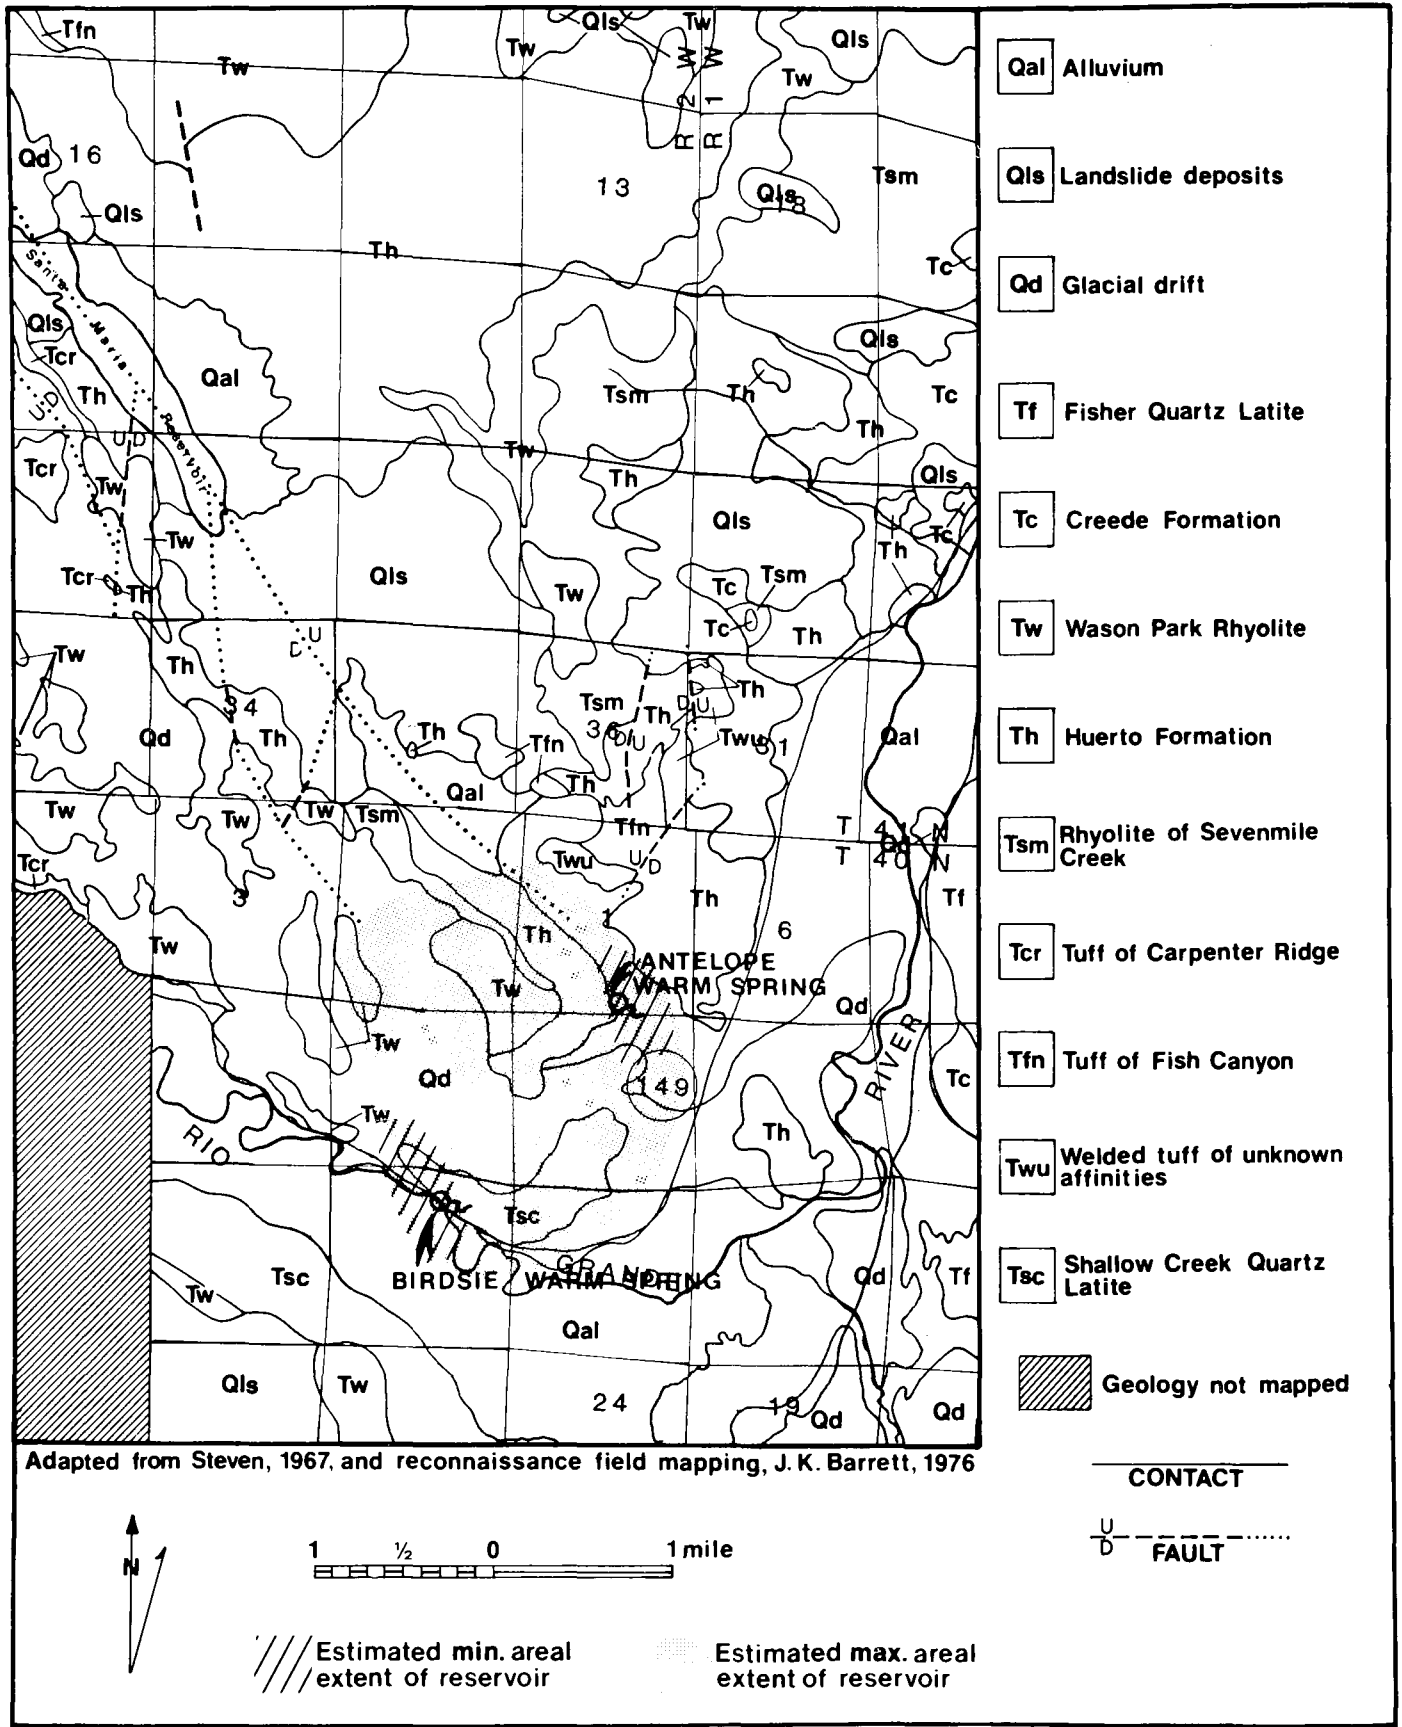 Tfn
Tw
Tw
Qls
Tw
Qls
Tw
R 2 W
R 1 W
Qd
16
Qls
13
Qls
18
Tsm
Th
Tc
Santa
Maria
Reservoir
Qls
Tcr
Th
Qal
U
D
U D
Tcr
Tw
Tw
Tcr
Th
Tsm
Th
Qls
Tc
Th
Tw
Th
Qls
Qls
Tc
Th
Qls
Tw
Tc
Tsm
Tc
Th
U
D
Tw
Th
34
Qd
Th
Th
Tfn
Tsm
36
D U
Th
D
D U
Th
Twu
31
Qal
Tw
Tw
Tw
Tsm
Qal
Th
Tfn
Twu
U D
T 41 N
T 40 N
Qd
Tcr
3
Tw
Th
1
Th
6
Tf
ANTELOPE
WARM SPRING
Tw
Tw
Qd
Qd
149
RIVER
Tc
Tw
RIO
Th
Tsc
GRANDE
BIRDSIE WARM SPRING
Tsc
Tw
Qal
Qd
Tf
Qls
Tw
24
19
Qd
Qd
Qal Alluvium
Qls Landslide deposits
Qd Glacial drift
Tf Fisher Quartz Latite
Tc Creede Formation
Tw Wason Park Rhyolite
Th Huerto Formation
Tsm Rhyolite of Sevenmile
Creek
Tcr Tuff of Carpenter Ridge
Tfn Tuff of Fish Canyon
Twu Welded tuff of unknown
affinities
Tsc Shallow Creek Quartz
Latite
Geology not mapped
CONTACT
U
D
FAULT
Adapted from Steven, 1967, and reconnaissance field mapping, J. K. Barrett, 1976
N
1 ½ 0 1 mile
Estimated min. areal
extent of reservoir
Estimated max. areal
extent of reservoir